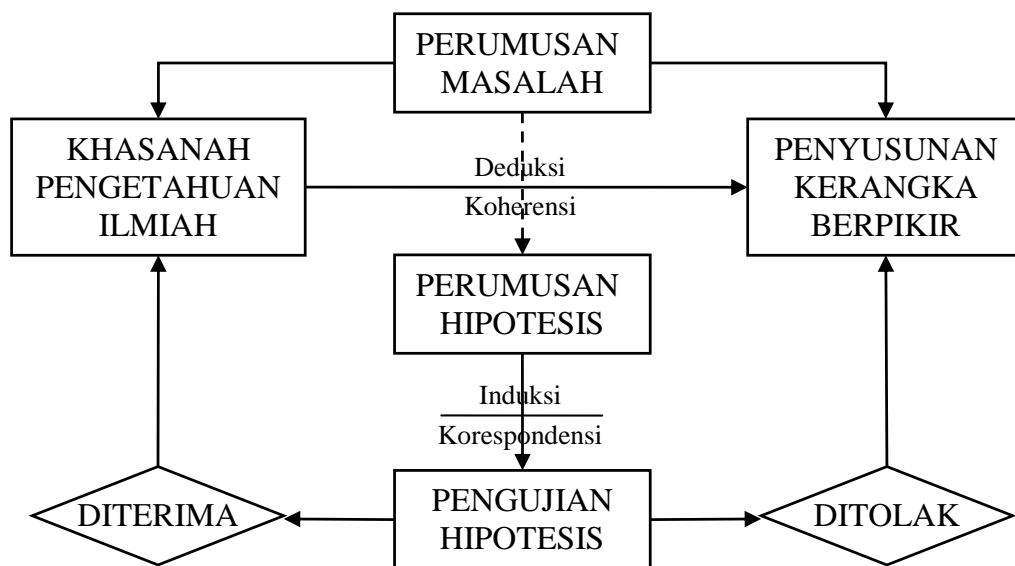 PERUMUSAN
MASALAH
KHASANAH
PENGETAHUAN
ILMIAH
Deduksi
Koherensi
PENYUSUNAN
KERANGKA
BERPIKIR
PERUMUSAN
HIPOTESIS
Induksi
Korespondensi
DITERIMA
PENGUJIAN
HIPOTESIS
DITOLAK